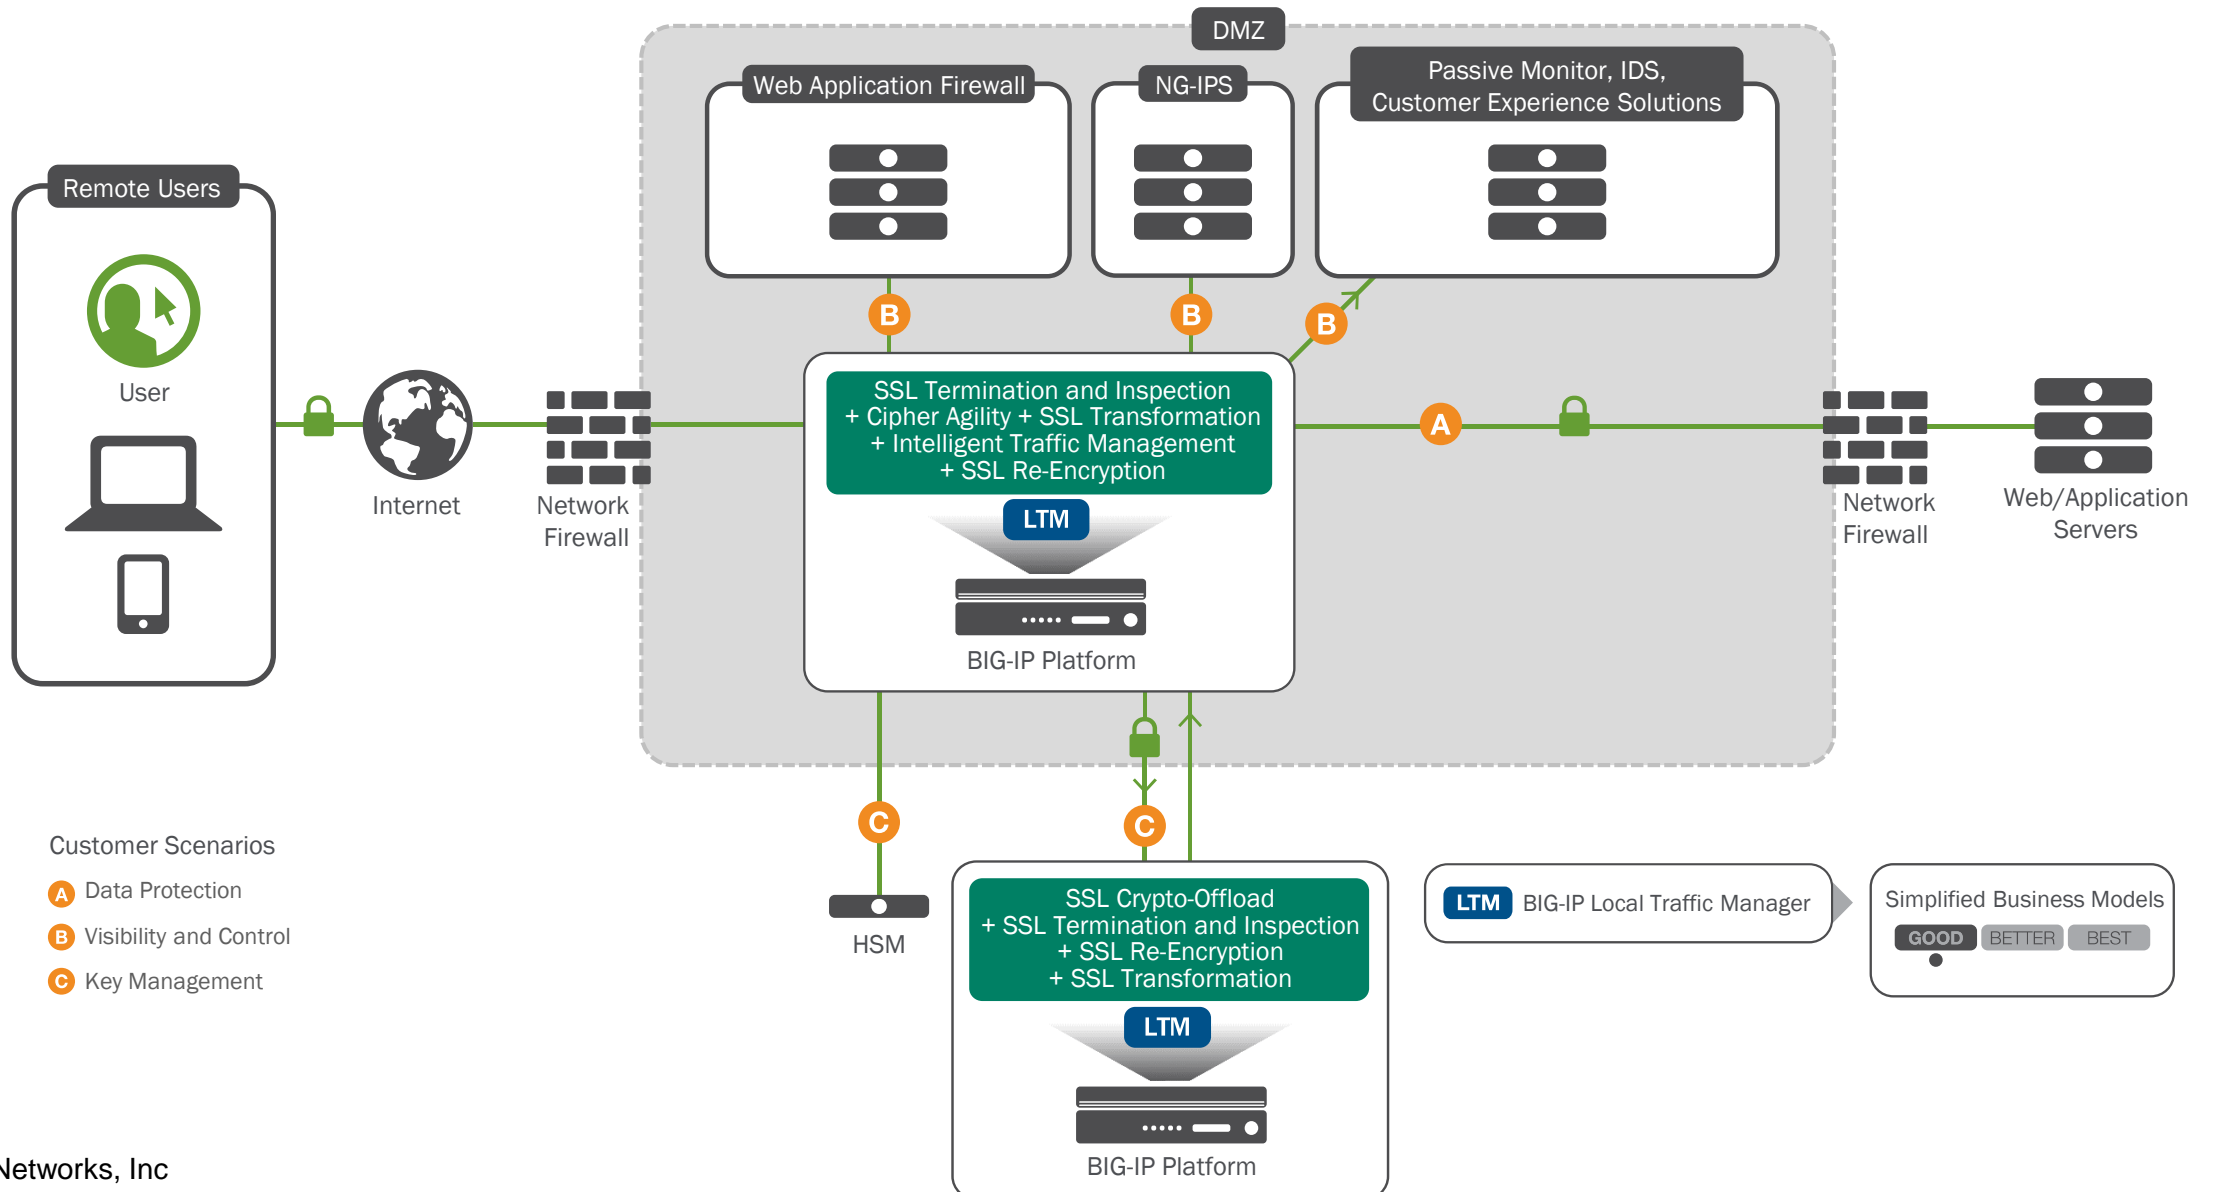 DMZ
Web Application Firewall
NG-IPS
Passive Monitor, IDS,
Customer Experience Solutions
Remote Users
B
B
B
User
SSL Termination and Inspection
+ Cipher Agility + SSL Transformation
+ Intelligent Traffic Management
+ SSL Re-Encryption
A
Internet
Network
Firewall
LTM
Network
Firewall
Web/Application
Servers
BIG-IP Platform
C
C
Customer Scenarios
A Data Protection
B Visibility and Control
C Key Management
HSM
SSL Crypto-Offload
+ SSL Termination and Inspection
+ SSL Re-Encryption
+ SSL Transformation
LTM BIG-IP Local Traffic Manager
Simplified Business Models
GOOD BETTER BEST
LTM
BIG-IP Platform
Networks, Inc